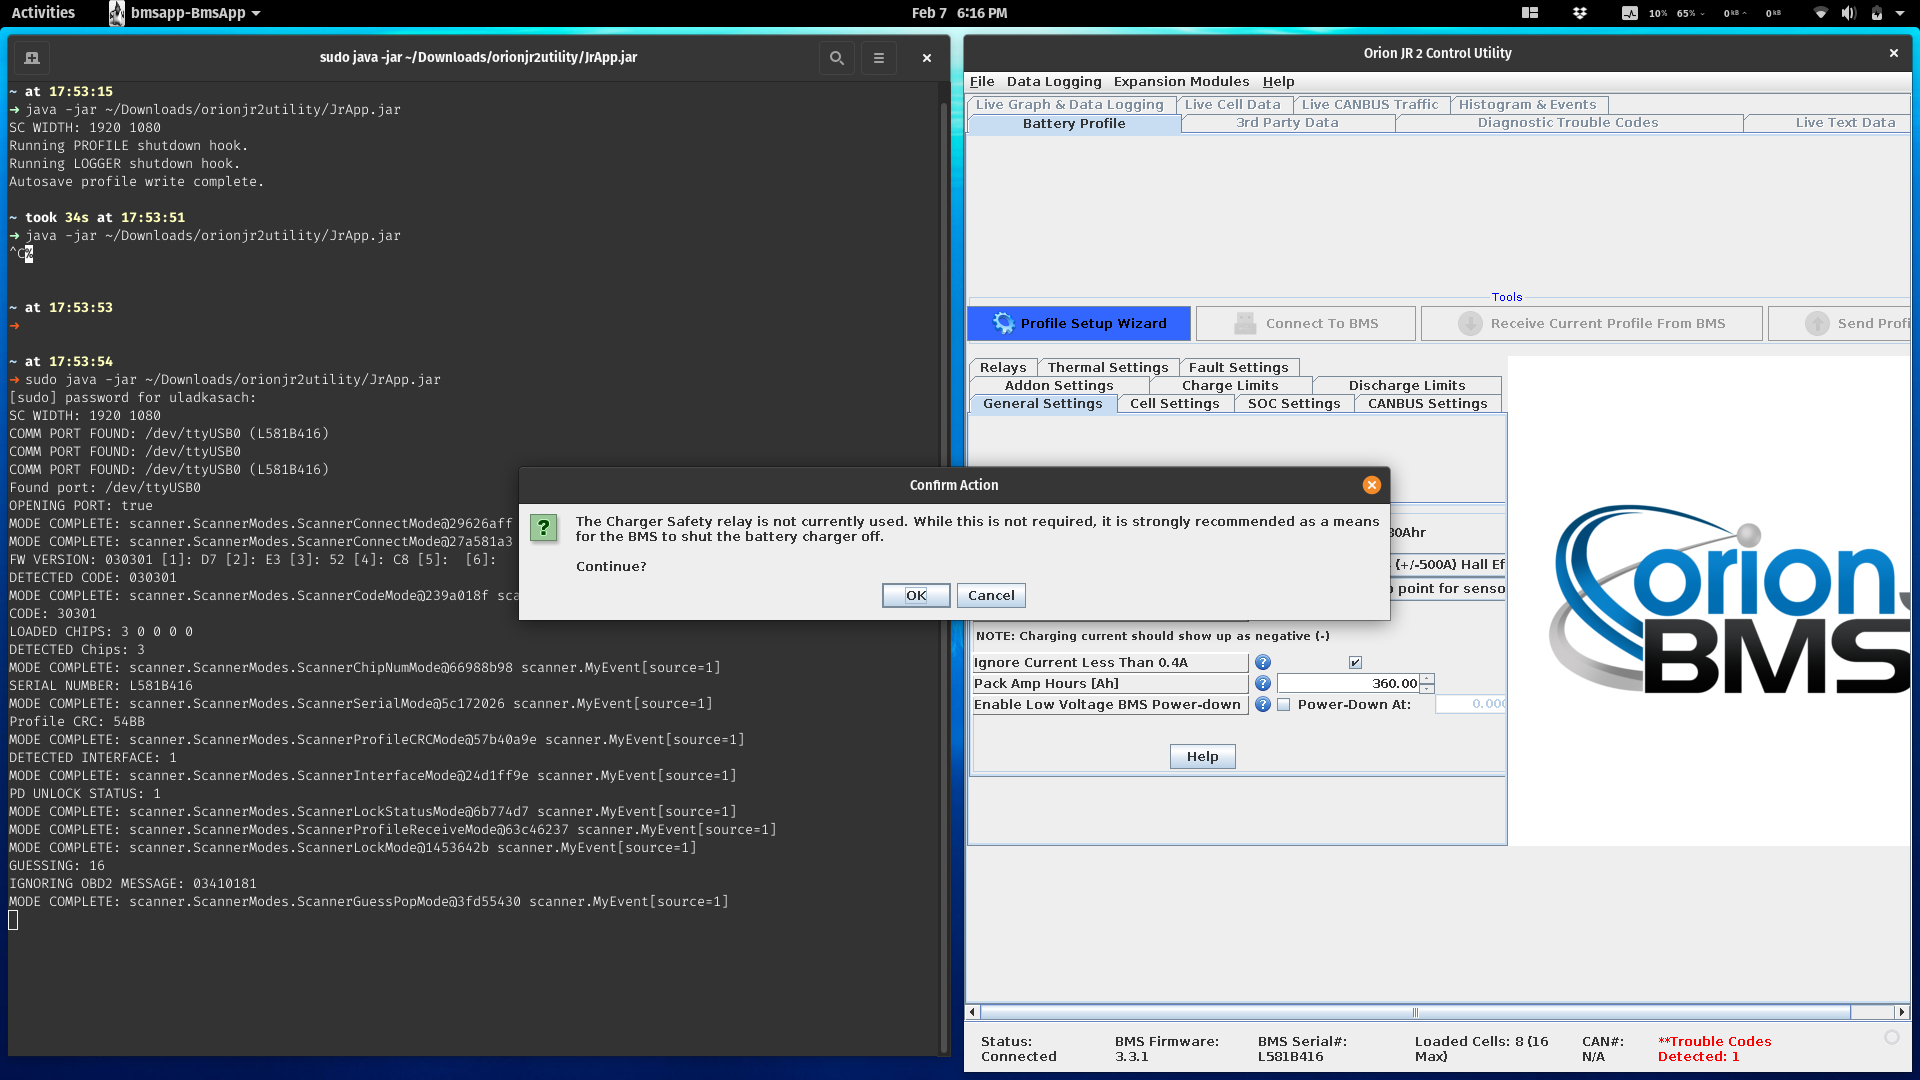 Activities
bmsapp-BmsApp
Feb 7 6:16 PM
10%
65%
0 kB
0 kB
sudo java -jar ~/Downloads/orionjr2utility/JrApp.jar
~ at 17:53:15
➜ java -jar ~/Downloads/orionjr2utility/JrApp.jar
SC WIDTH: 1920 1080
Running PROFILE shutdown hook.
Running LOGGER shutdown hook.
Autosave profile write complete.
~ took 34s at 17:53:51
➜ java -jar ~/Downloads/orionjr2utility/JrApp.jar
^C%
~ at 17:53:53
➜
~ at 17:53:54
➜ sudo java -jar ~/Downloads/orionjr2utility/JrApp.jar
[sudo] password for uladkasach:
SC WIDTH: 1920 1080
COMM PORT FOUND: /dev/ttyUSB0 (L581B416)
COMM PORT FOUND: /dev/ttyUSB0
COMM PORT FOUND: /dev/ttyUSB0 (L581B416)
Found port: /dev/ttyUSB0
OPENING PORT: true
MODE COMPLETE: scanner.ScannerModes.ScannerConnectMode@29626aff
MODE COMPLETE: scanner.ScannerModes.ScannerConnectMode@27a581a3
FW VERSION: 030301 [1]: D7 [2]: E3 [3]: 52 [4]: C8 [5]:  [6]:
DETECTED CODE: 030301
MODE COMPLETE: scanner.ScannerModes.ScannerCodeMode@239a018f sca
CODE: 30301
LOADED CHIPS: 3 0 0 0 0
DETECTED Chips: 3
MODE COMPLETE: scanner.ScannerModes.ScannerChipNumMode@66988b98 scanner.MyEvent[source=1]
SERIAL NUMBER: L581B416
MODE COMPLETE: scanner.ScannerModes.ScannerSerialMode@5c172026 scanner.MyEvent[source=1]
Profile CRC: 54BB
MODE COMPLETE: scanner.ScannerModes.ScannerProfileCRCMode@57b40a9e scanner.MyEvent[source=1]
DETECTED INTERFACE: 1
MODE COMPLETE: scanner.ScannerModes.ScannerInterfaceMode@24d1ff9e scanner.MyEvent[source=1]
PD UNLOCK STATUS: 1
MODE COMPLETE: scanner.ScannerModes.ScannerLockStatusMode@6b774d7 scanner.MyEvent[source=1]
MODE COMPLETE: scanner.ScannerModes.ScannerProfileReceiveMode@63c46237 scanner.MyEvent[source=1]
MODE COMPLETE: scanner.ScannerModes.ScannerLockMode@1453642b scanner.MyEvent[source=1]
GUESSING: 16
IGNORING OBD2 MESSAGE: 03410181
MODE COMPLETE: scanner.ScannerModes.ScannerGuessPopMode@3fd55430 scanner.MyEvent[source=1]
Orion JR 2 Control Utility
File Data Logging Expansion Modules Help
Live Graph & Data Logging Live Cell Data Live CANBUS Traffic Histogram & Events
Battery Profile 3rd Party Data Diagnostic Trouble Codes Live Text Data
Tools
Profile Setup Wizard Connect To BMS Receive Current Profile From BMS Send Profi
Relays Thermal Settings Fault Settings
Addon Settings Charge Limits Discharge Limits
General Settings Cell Settings SOC Settings CANBUS Settings
Confirm Action
The Charger Safety relay is not currently used. While this is not required, it is strongly recommended as a means
for the BMS to shut the battery charger off.
Continue?
OK Cancel
80Ahr
(+/-500A) Hall Ef
point for senso
NOTE: Charging current should show up as negative (-)
Ignore Current Less Than 0.4A
Pack Amp Hours [Ah] 360.00
Enable Low Voltage BMS Power-down Power-Down At: 0.000
Help
orion
BMS
Status: BMS Firmware: BMS Serial#: Loaded Cells: 8 (16 CAN#: **Trouble Codes
Connected 3.3.1 L581B416 Max) N/A Detected: 1